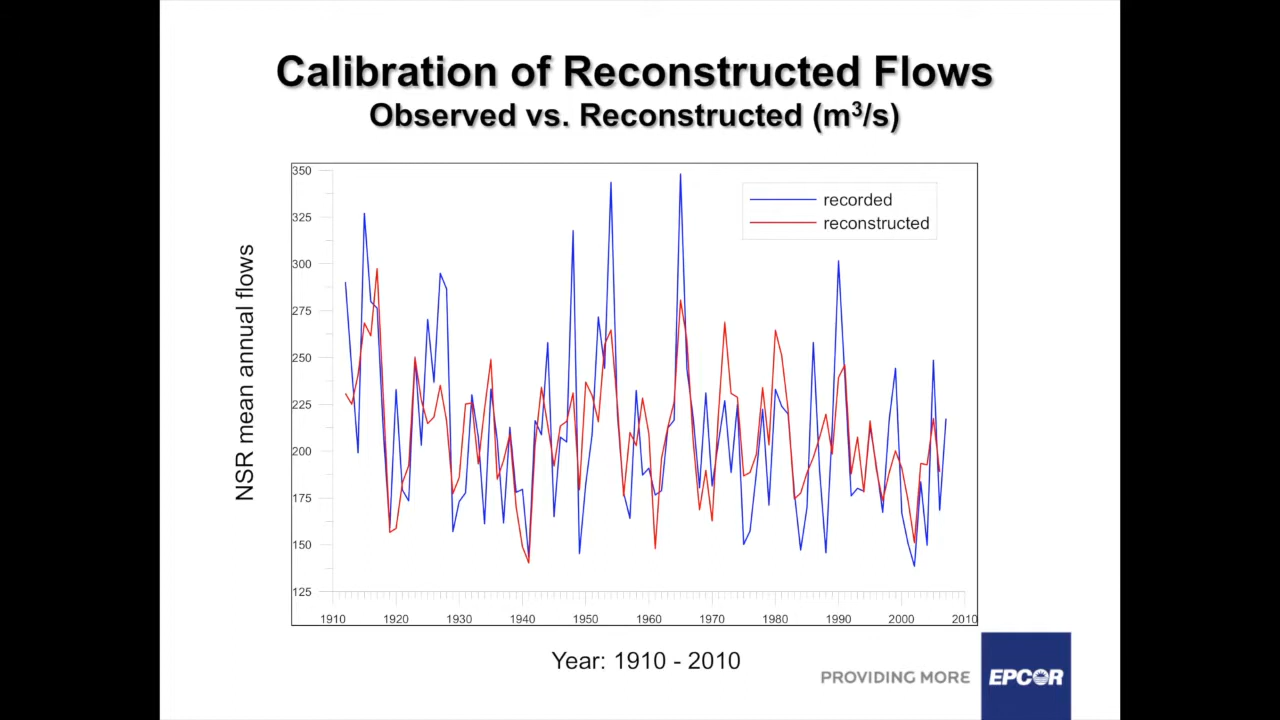 Calibration of Reconstructed Flows
Observed vs. Reconstructed (m³/s)
NSR mean annual flows
350
325
300
275
250
225
200
175
150
125
recorded
reconstructed
1910 1920 1930 1940 1950 1960 1970 1980 1990 2000 2010
Year: 1910 - 2010
PROVIDING MORE
EPCOR